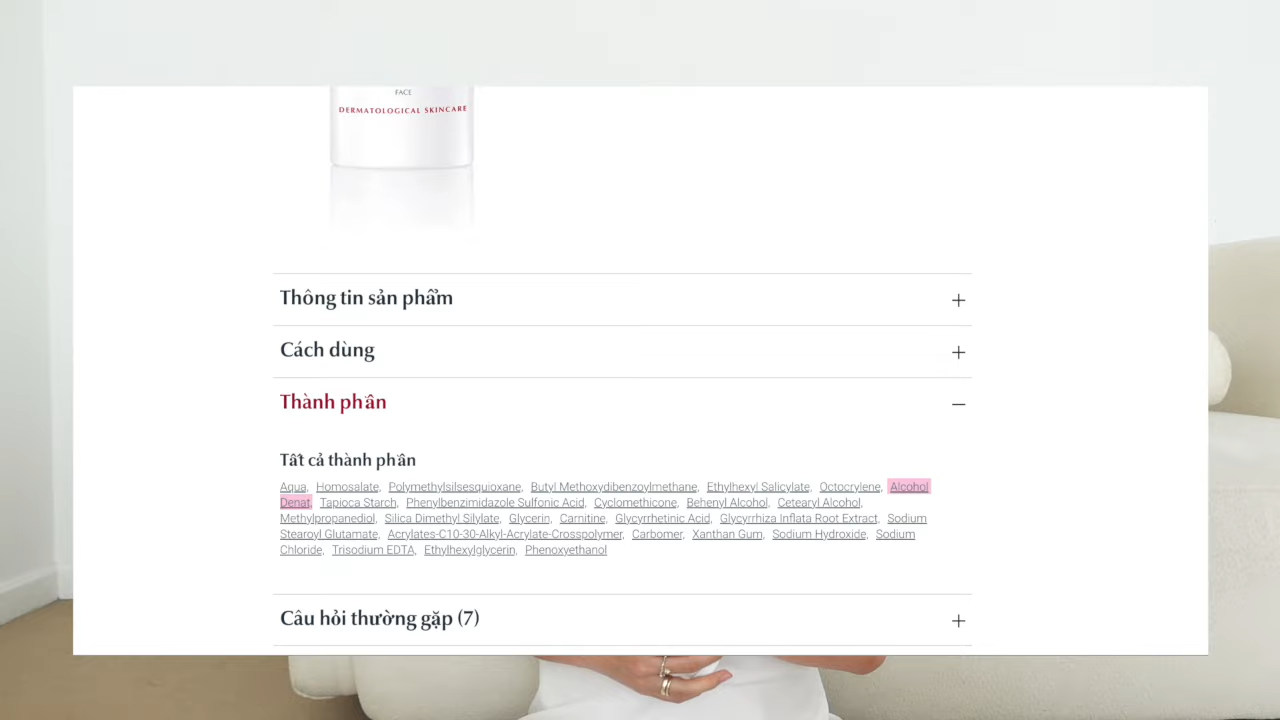 FACE
DERMATOLOGICAL SKINCARE
Thông tin sản phẩm
Cách dùng
Thành phần
Tất cả thành phần
Aqua, Homosalate, Polymethylsilsesquioxane, Butyl Methoxydibenzoylmethane, Ethylhexyl Salicylate, Octocrylene, Alcohol
Denat, Tapioca Starch, Phenylbenzimidazole Sulfonic Acid, Cyclomethicone, Behenyl Alcohol, Cetearyl Alcohol,
Methylpropanediol, Silica Dimethyl Silylate, Glycerin, Carnitine, Glycyrrhetinic Acid, Glycyrrhiza Inflata Root Extract, Sodium
Stearoyl Glutamate, Acrylates-C10-30-Alkyl-Acrylate-Crosspolymer, Carbomer, Xanthan Gum, Sodium Hydroxide, Sodium
Chloride, Trisodium EDTA, Ethylhexylglycerin, Phenoxyethanol
Câu hỏi thường gặp (7)